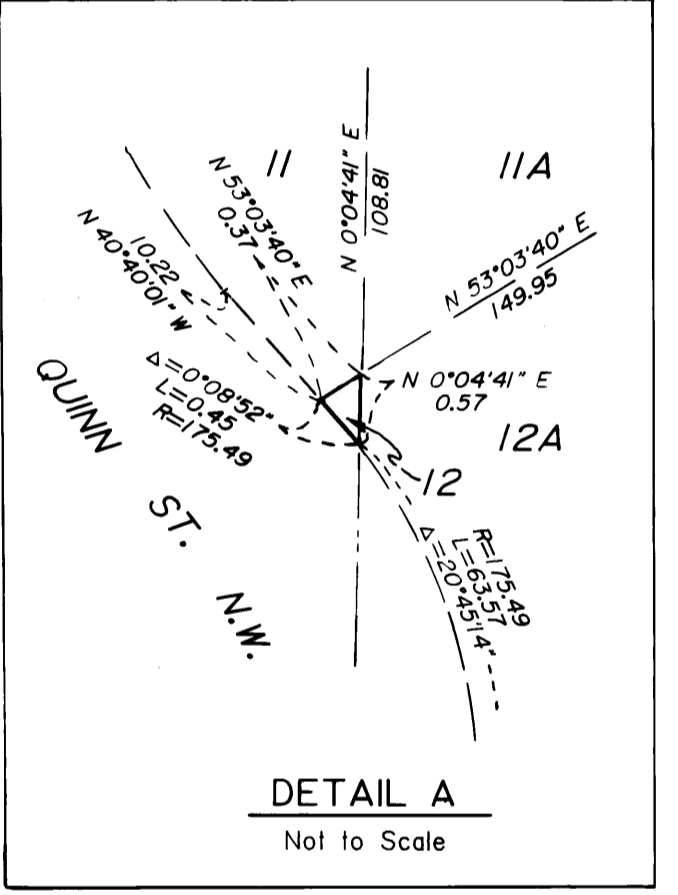 11
N 0°04'41" E
108.81
11A
N 53°03'40" E
0.37
10.22
N 40°40'01" W
N 53°03'40" E
149.95
Δ=0°08'52"
L=0.45
R=175.49
N 0°04'41" E
0.57
12A
12
QUINN
ST.
N.W.
R=175.49
L=63.57
Δ=20°45'14"
DETAIL A
Not to Scale